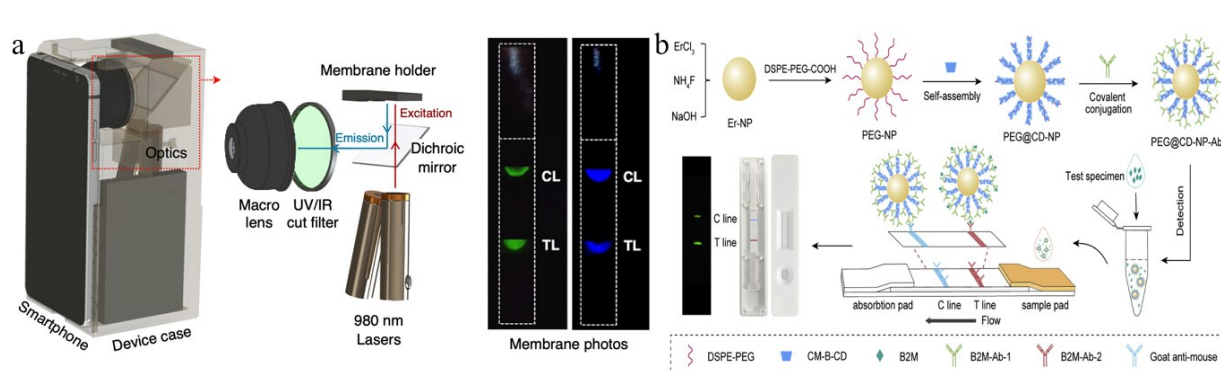 a
Smartphone
Device case
Optics
Membrane holder
Excitation
Emission
Dichroic
mirror
Macro
lens
UV/IR
cut filter
980 nm
Lasers
CL
TL
CL
TL
Membrane photos
b
ErCl3
NH4F
NaOH
Er-NP
DSPE-PEG-COOH
PEG-NP
Self-assembly
PEG@CD-NP
Covalent
conjugation
PEG@CD-NP-Ab
Test specimen
Detection
C line
T line
absorbtion pad
C line
T line
sample pad
Flow
DSPE-PEG
CM-B-CD
B2M
B2M-Ab-1
B2M-Ab-2
Goat anti-mouse